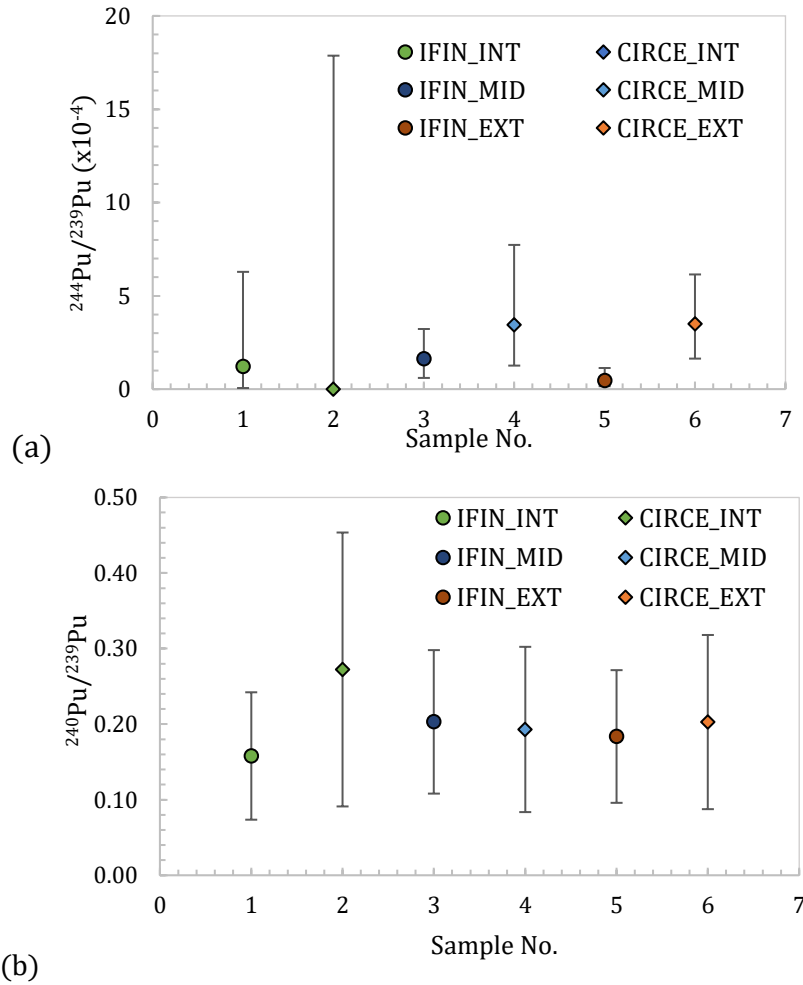 20
15
10
5
0
²⁴⁴Pu/²³⁹Pu (x10⁻⁴)
IFIN_INT CIRCE_INT
IFIN_MID CIRCE_MID
IFIN_EXT CIRCE_EXT
0 1 2 3 4 5 6 7
Sample No.
(a)
0.50
0.40
0.30
0.20
0.10
0.00
²⁴⁰Pu/²³⁹Pu
IFIN_INT CIRCE_INT
IFIN_MID CIRCE_MID
IFIN_EXT CIRCE_EXT
0 1 2 3 4 5 6 7
Sample No.
(b)